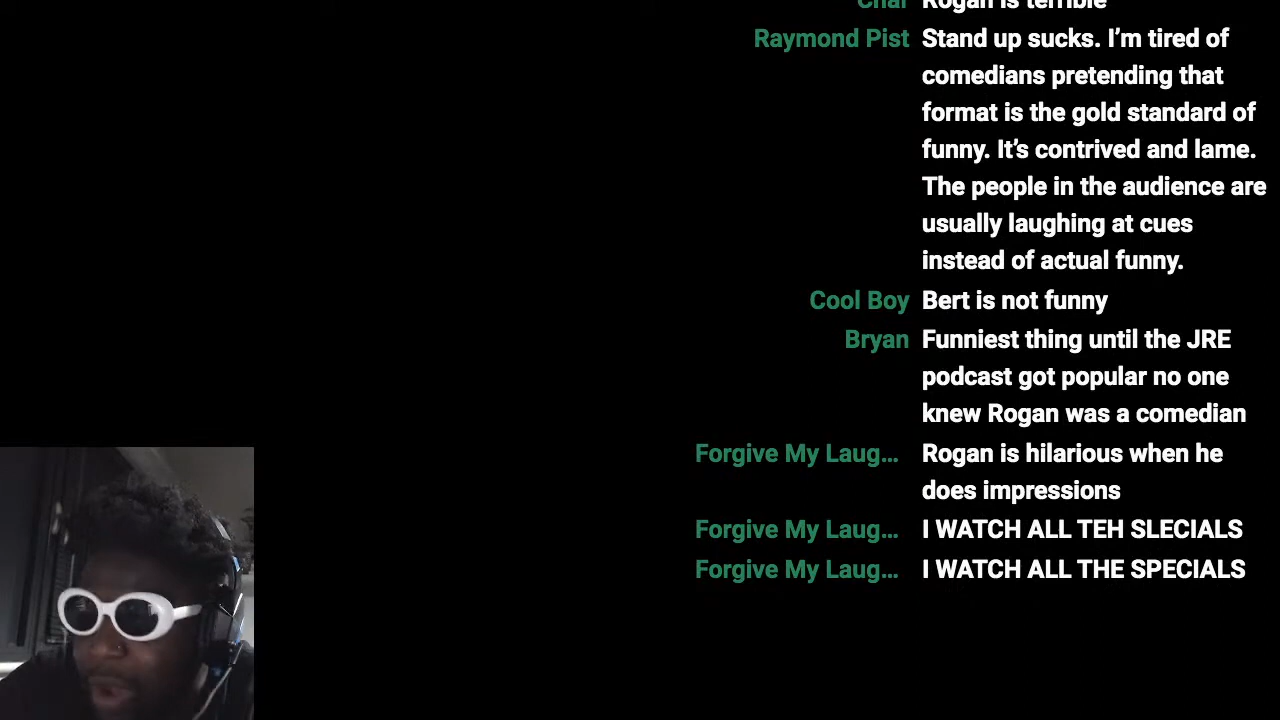 Char Rogan is terrible
Raymond Pist Stand up sucks. I'm tired of
comedians pretending that
format is the gold standard of
funny. It's contrived and lame.
The people in the audience are
usually laughing at cues
instead of actual funny.
Cool Boy Bert is not funny
Bryan Funniest thing until the JRE
podcast got popular no one
knew Rogan was a comedian
Forgive My Laug... Rogan is hilarious when he
does impressions
Forgive My Laug... I WATCH ALL TEH SLECIALS
Forgive My Laug... I WATCH ALL THE SPECIALS